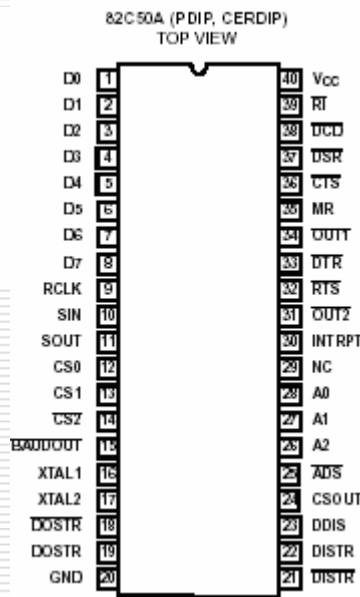 82C50A (PDIP, CERDIP)
TOP VIEW
D0 1 40 VCC
D1 2 39 RI
D2 3 38 DCD
D3 4 37 DSR
D4 5 36 CTS
D5 6 35 MR
D6 7 34 OUT1
D7 8 33 DTR
RCLK 9 32 RTS
SIN 10 31 OUT2
SOUT 11 30 INTRPT
CS0 12 29 NC
CS1 13 28 A0
CS2 14 27 A1
BAUDOUT 15 26 A2
XTAL1 16 25 ADS
XTAL2 17 24 CSOUT
DOSTR 18 23 DDIS
DOSTR 19 22 DISTR
GND 20 21 DISTR